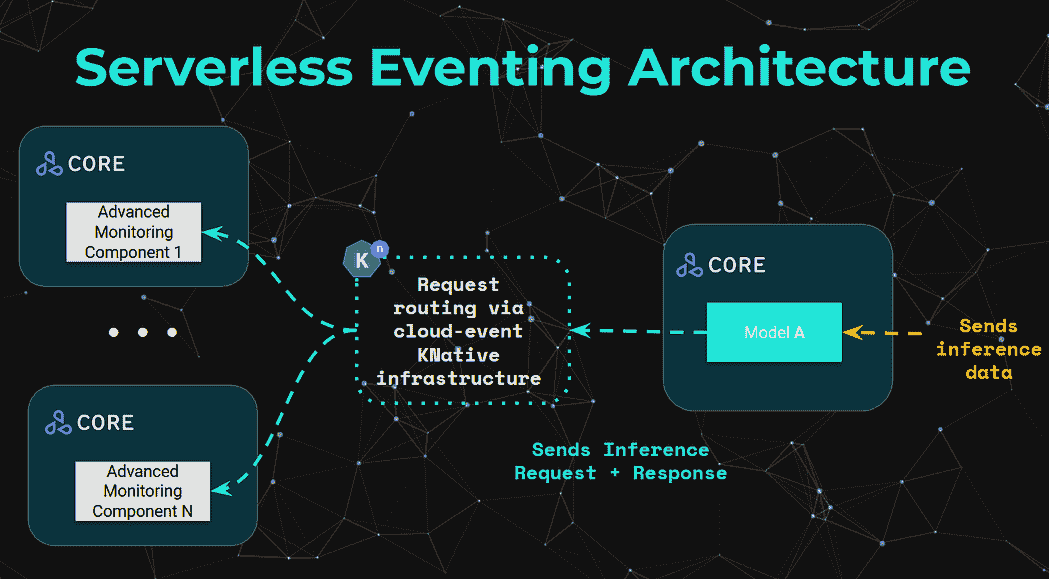 Serverless Eventing Architecture
CORE
Advanced
Monitoring
Component 1
• • •
CORE
Advanced
Monitoring
Component N
K
n
Request
routing via
cloud-event
KNative
infrastructure
CORE
Model A
Sends
inference
data
Sends Inference
Request + Response